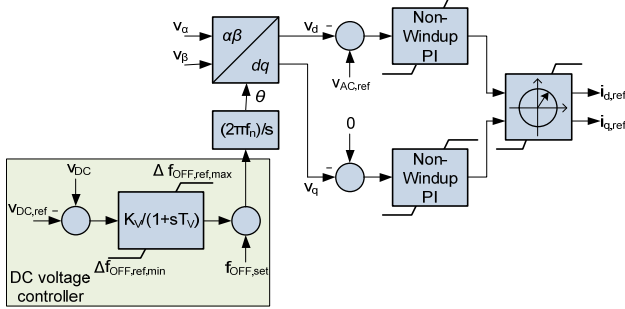 vα
vβ
αβ
dq
θ
vd
-
vAC,ref
Non-
Windup
PI
id,ref
iq,ref
(2πfn)/s
0
-
vq
Non-
Windup
PI
vDC
vDC,ref
-
Δ fOFF,ref,max
KV/(1+sTV)
ΔfOFF,ref,min
fOFF,set
DC voltage
controller